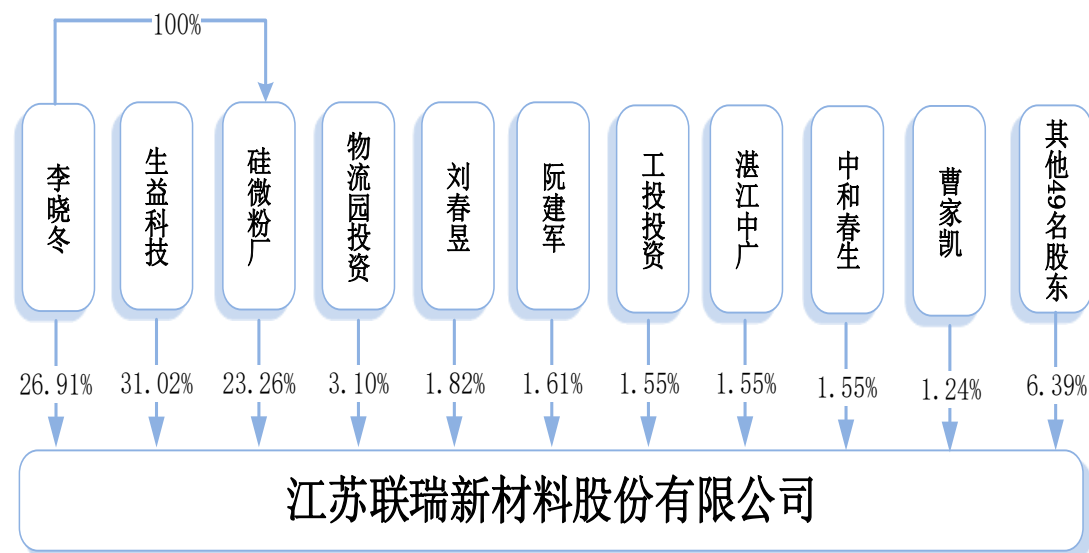 100%
李晓冬
生益科技
硅微粉厂
物流园投资
刘春昱
阮建军
工投投资
湛江中广
中和春生
曹家凯
其他49名股东
26.91%
31.02%
23.26%
3.10%
1.82%
1.61%
1.55%
1.55%
1.55%
1.24%
6.39%
江苏联瑞新材料股份有限公司